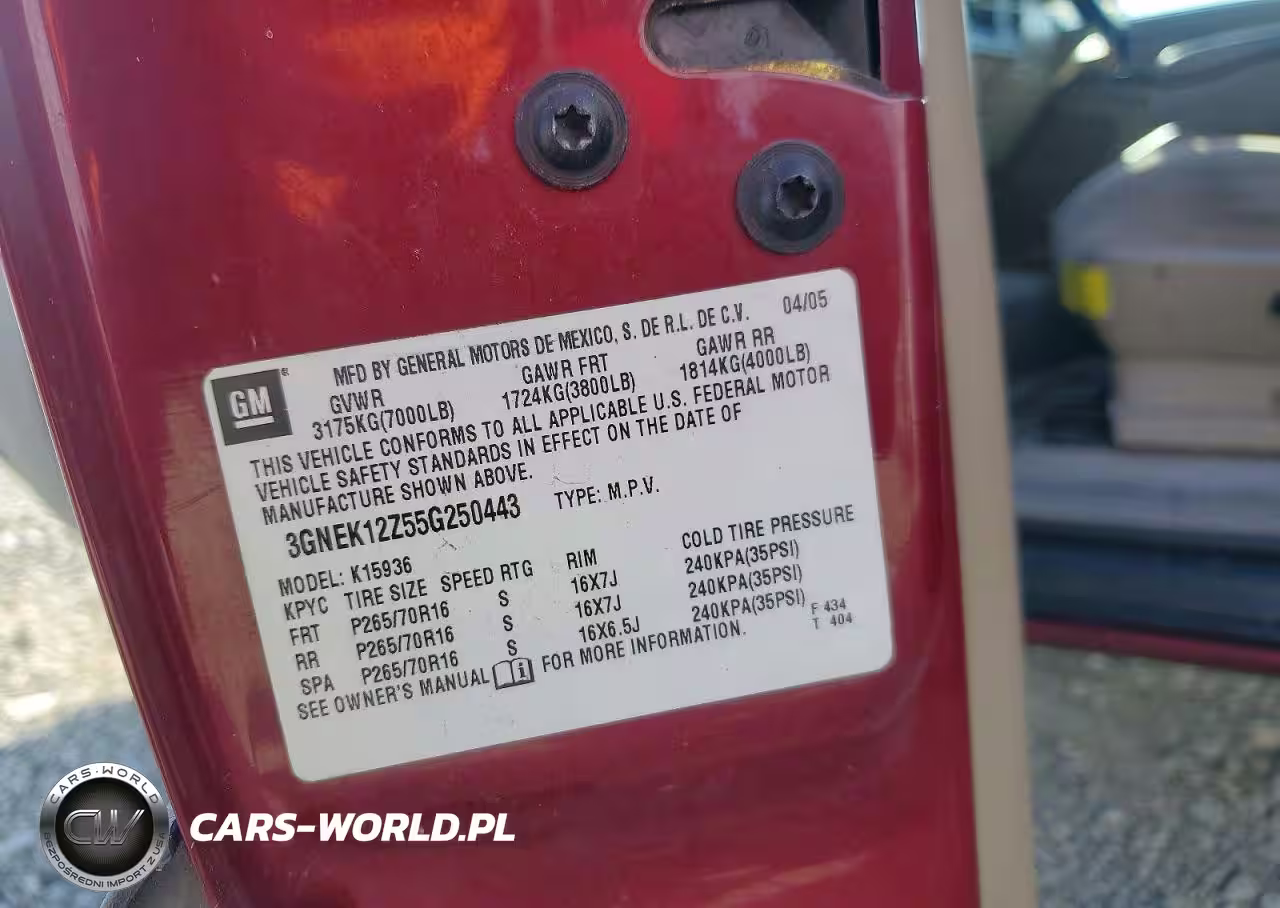 01
MFD BY GENERAL MOTORS DE MEXICO, S. DE R.L. DE C.V. 04/05
GM®
GVWR GAWR FRT GAWR RR
3175KG(7000LB) 1724KG(3800LB) 1814KG(4000LB)
THIS VEHICLE CONFORMS TO ALL APPLICABLE U.S. FEDERAL MOTOR
VEHICLE SAFETY STANDARDS IN EFFECT ON THE DATE OF
MANUFACTURE SHOWN ABOVE.
3GNEK12Z55G250443 TYPE: M.P.V.
MODEL: K15936
KPYC TIRE SIZE SPEED RTG RIM COLD TIRE PRESSURE
FRT P265/70R16 S 16X7J 240KPA(35PSI)
RR P265/70R16 S 16X7J 240KPA(35PSI)
SPA P265/70R16 S 16X6.5J 240KPA(35PSI)
F 434
T 404
SEE OWNER'S MANUAL i FOR MORE INFORMATION.
CARS-WORLD
CW
BEZPOŚREDNI IMPORT Z USA
CARS-WORLD.PL